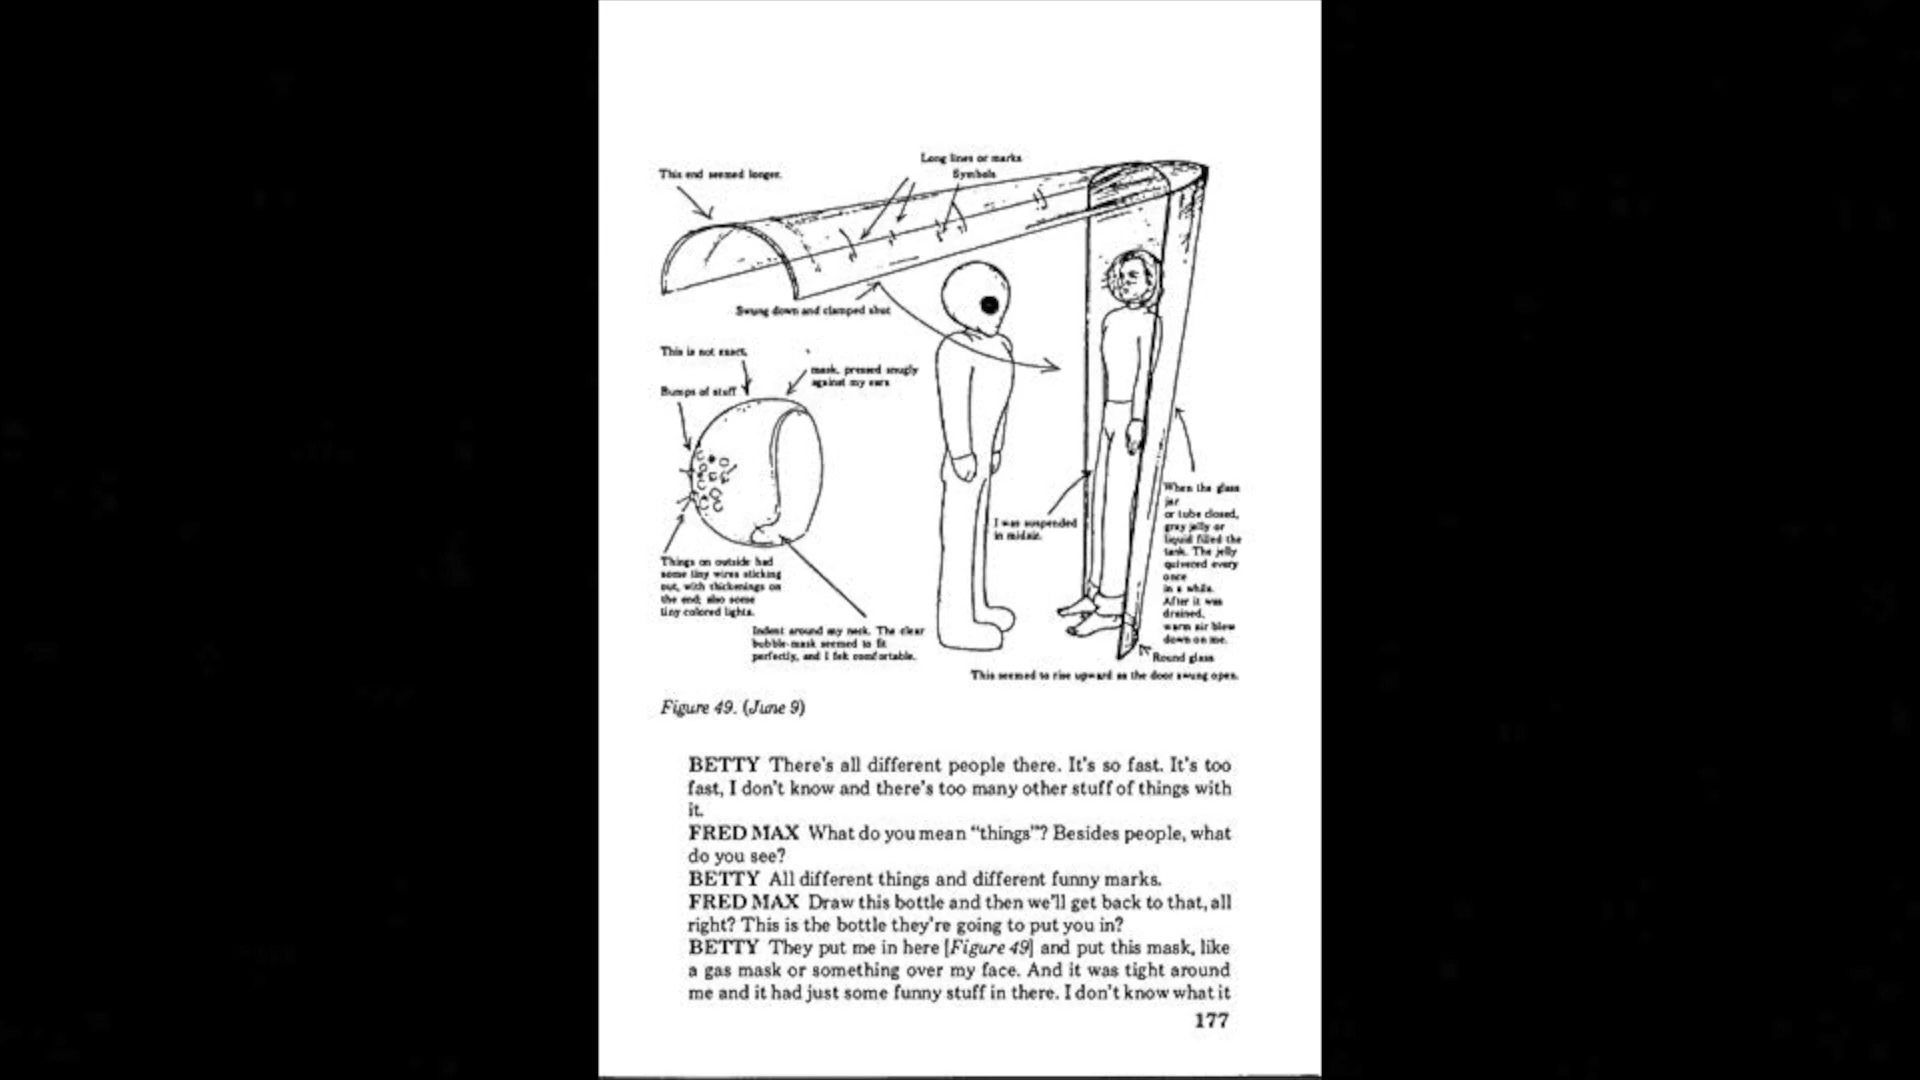 Long lines or marks
This end seemed longer.
Symbols
Swung down and clamped shut
This is not exact.
mask, pressed snugly
against my ears
Bumps of stuff
When the glass
jar
or tube closed,
gray jelly or
liquid filled the
tank. The jelly
quivered every
once
in a while.
After it was
drained,
warm air blew
down on me.
I was suspended
in midair.
Things on outside had
some tiny wires sticking
out, with thickenings on
the end; also some
tiny colored lights.
Indent around my neck. The clear
bubble-mask seemed to fit
perfectly, and I felt comfortable.
Round glass
This seemed to rise upward as the door swung open.
Figure 49. (June 9)
BETTY There's all different people there. It's so fast. It's too
fast, I don't know and there's too many other stuff of things with
it.
FRED MAX What do you mean "things"? Besides people, what
do you see?
BETTY All different things and different funny marks.
FRED MAX Draw this bottle and then we'll get back to that, all
right? This is the bottle they're going to put you in?
BETTY They put me in here [Figure 49] and put this mask, like
a gas mask or something over my face. And it was tight around
me and it had just some funny stuff in there. I don't know what it
177